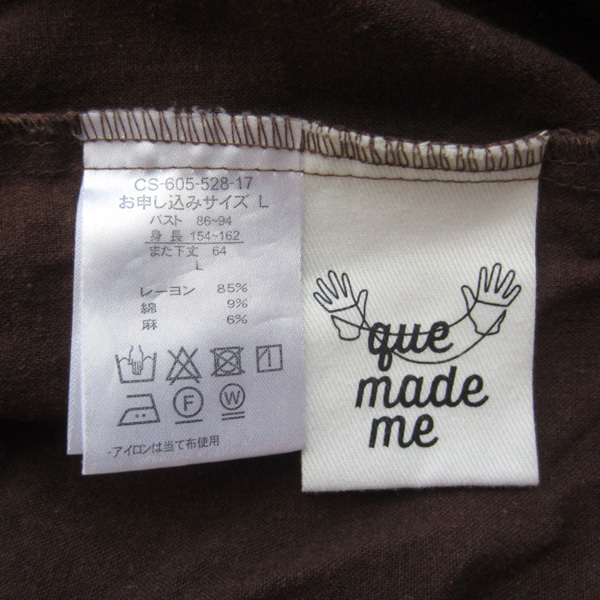 CS-605-528-17
お申し込みサイズ L
バスト 86~94
身長 154~162
また下丈 64
L
レーヨン 85%
綿 9%
麻 6%
F
W
・アイロンは当て布使用
que
made
me